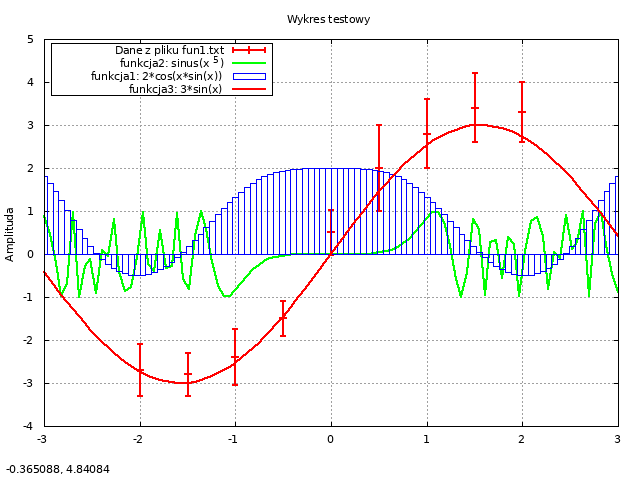 Wykres testowy
5
4
3
2
1
0
-1
-2
-3
-4
Amplituda
Dane z pliku fun1.txt
funkcja2: sinus(x ⁵)
funkcja1: 2*cos(x*sin(x))
funkcja3: 3*sin(x)
-3 -2 -1 0 1 2 3
-0.365088, 4.84084